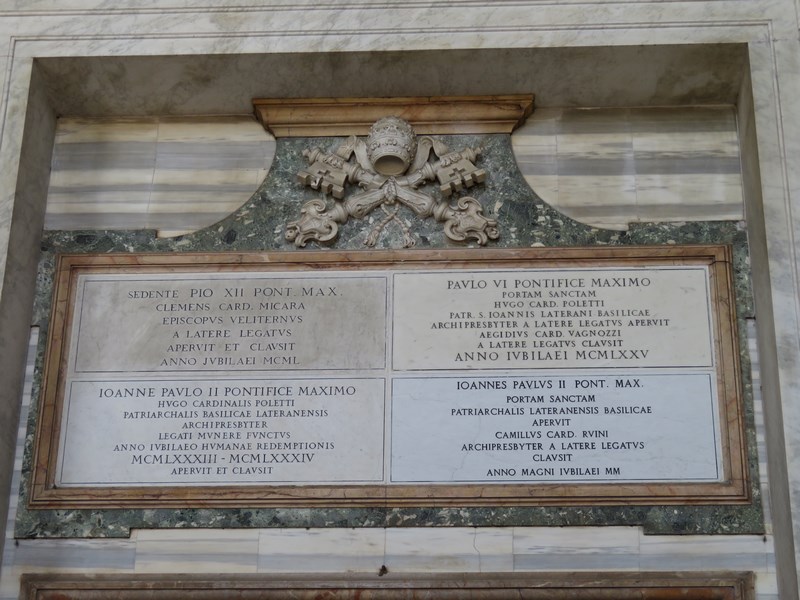 SEDENTE PIO XII PONT. MAX.
CLEMENS CARD. MICARA
EPISCOPVS VELITERNVS
A LATERE LEGATVS
APERVIT ET CLAVSIT
ANNO JVBILAEI MCML
PAVLO VI PONTIFICE MAXIMO
PORTAM SANCTAM
HVGO CARD. POLETTI
PATR. S. IOANNIS LATERANI BASILICAE
ARCHIPRESBYTER A LATERE LEGATVS APERVIT
AEGIDIVS CARD. VAGNOZZI
A LATERE LEGATVS CLAVSIT
ANNO IVBILAEI MCMLXXV
IOANNE PAVLO II PONTIFICE MAXIMO
HVGO CARDINALIS POLETTI
PATRIARCHALIS BASILICAE LATERANENSIS
ARCHIPRESBYTER
LEGATI MVNERE FVNCTVS
ANNO IVBILAEO HVMANAE REDEMPTIONIS
MCMLXXXIII - MCMLXXXIV
APERVIT ET CLAVSIT
IOANNES PAVLVS II PONT. MAX.
PORTAM SANCTAM
PATRIARCHALIS LATERANENSIS BASILICAE
APERVIT
CAMILLVS CARD. RVINI
ARCHIPRESBYTER A LATERE LEGATVS
CLAVSIT
ANNO MAGNI IVBILAEI MM